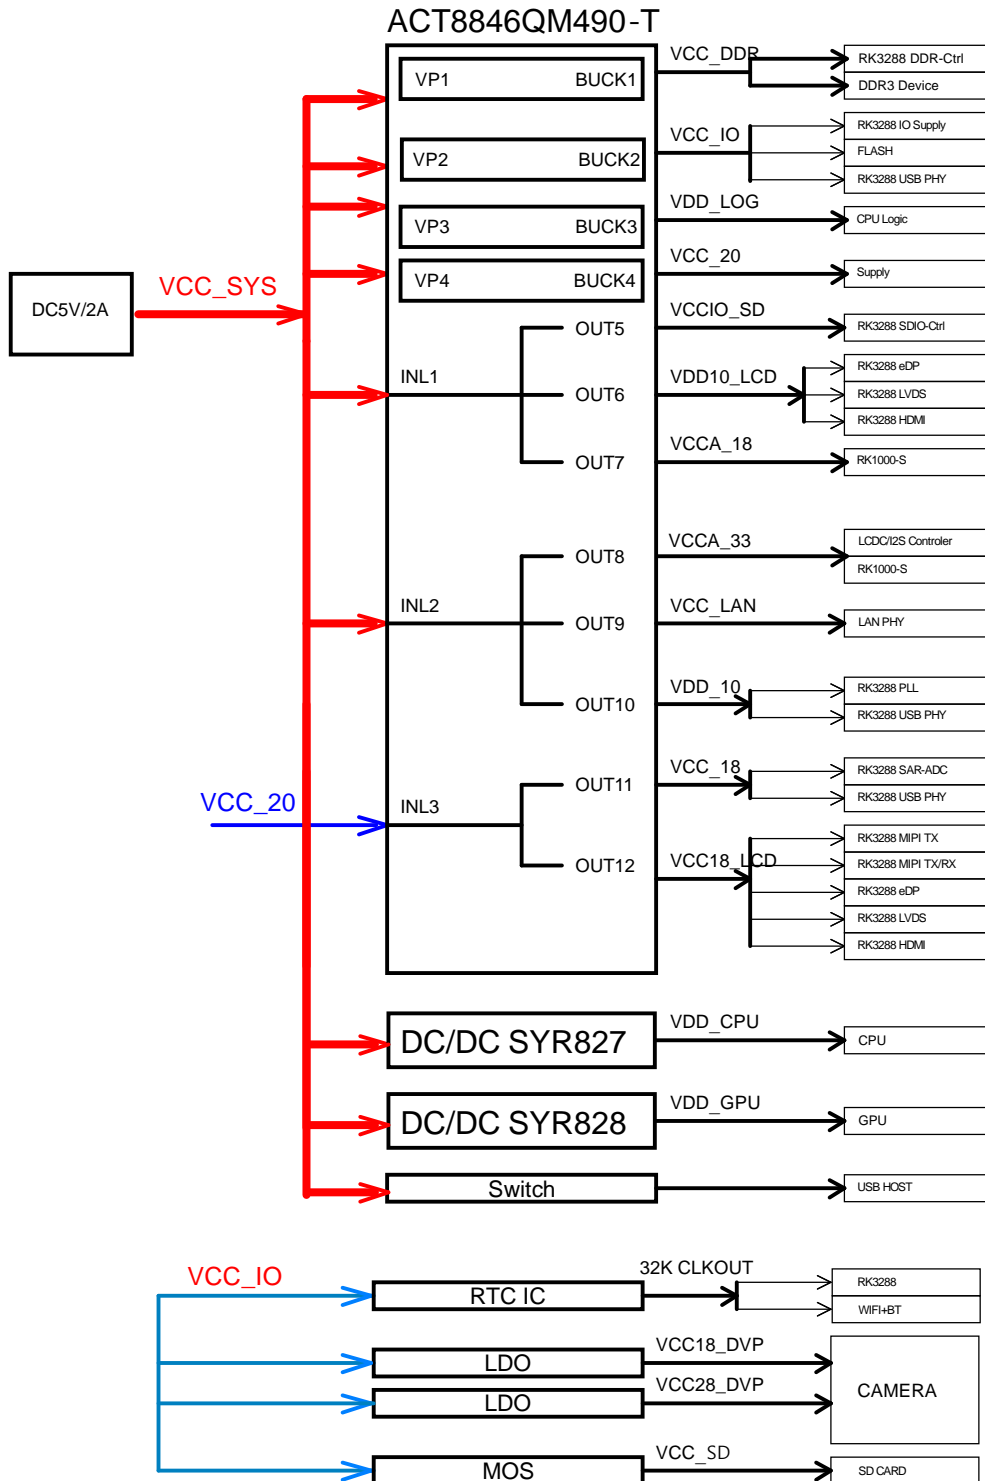 ACT8846QM490-T
VP1 BUCK1
VCC_DDR
RK3288 DDR-Ctrl
DDR3 Device
VP2 BUCK2
VCC_IO
RK3288 IO Supply
FLASH
RK3288 USB PHY
VP3 BUCK3
VDD_LOG
CPU Logic
VP4 BUCK4
VCC_20
Supply
DC5V/2A
VCC_SYS
OUT5
VCCIO_SD
RK3288 SDIO-Ctrl
INL1
OUT6
VDD10_LCD
RK3288 eDP
RK3288 LVDS
RK3288 HDMI
OUT7
VCCA_18
RK1000-S
OUT8
VCCA_33
LCDC/I2S Controler
RK1000-S
INL2
OUT9
VCC_LAN
LAN PHY
OUT10
VDD_10
RK3288 PLL
RK3288 USB PHY
OUT11
VCC_18
RK3288 SAR-ADC
RK3288 USB PHY
VCC_20
INL3
OUT12
VCC18_LCD
RK3288 MIPI TX
RK3288 MIPI TX/RX
RK3288 eDP
RK3288 LVDS
RK3288 HDMI
DC/DC SYR827
VDD_CPU
CPU
DC/DC SYR828
VDD_GPU
GPU
Switch
USB HOST
VCC_IO
RTC IC
32K CLKOUT
RK3288
WIFI+BT
LDO
VCC18_DVP
LDO
VCC28_DVP
CAMERA
MOS
VCC_SD
SD CARD